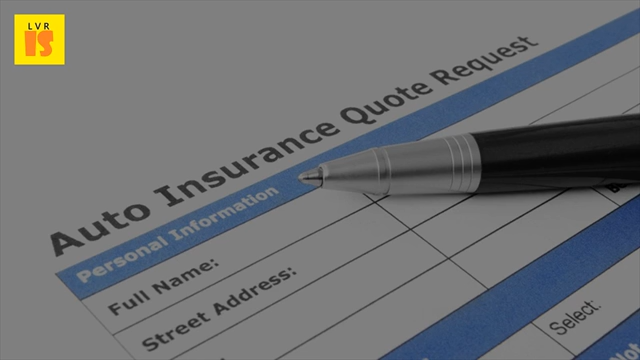 LVR
IS
Auto Insurance Quote Request
Personal Information
Full Name:
Street Address:
Select: